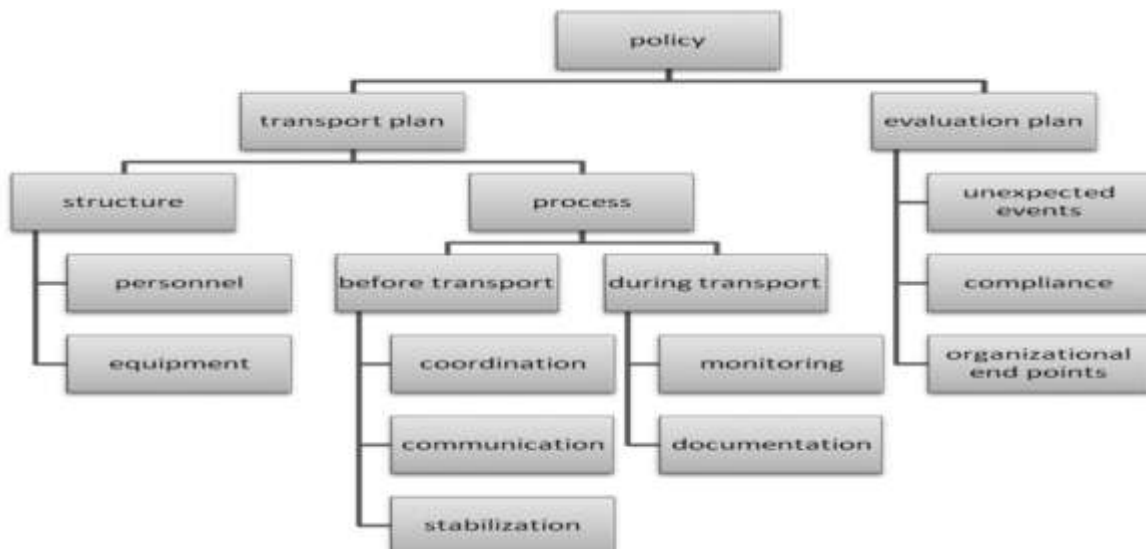 policy
transport plan
evaluation plan
structure
process
unexpected
events
personnel
before transport
during transport
compliance
equipment
coordination
monitoring
organizational
end points
communication
documentation
stabilization